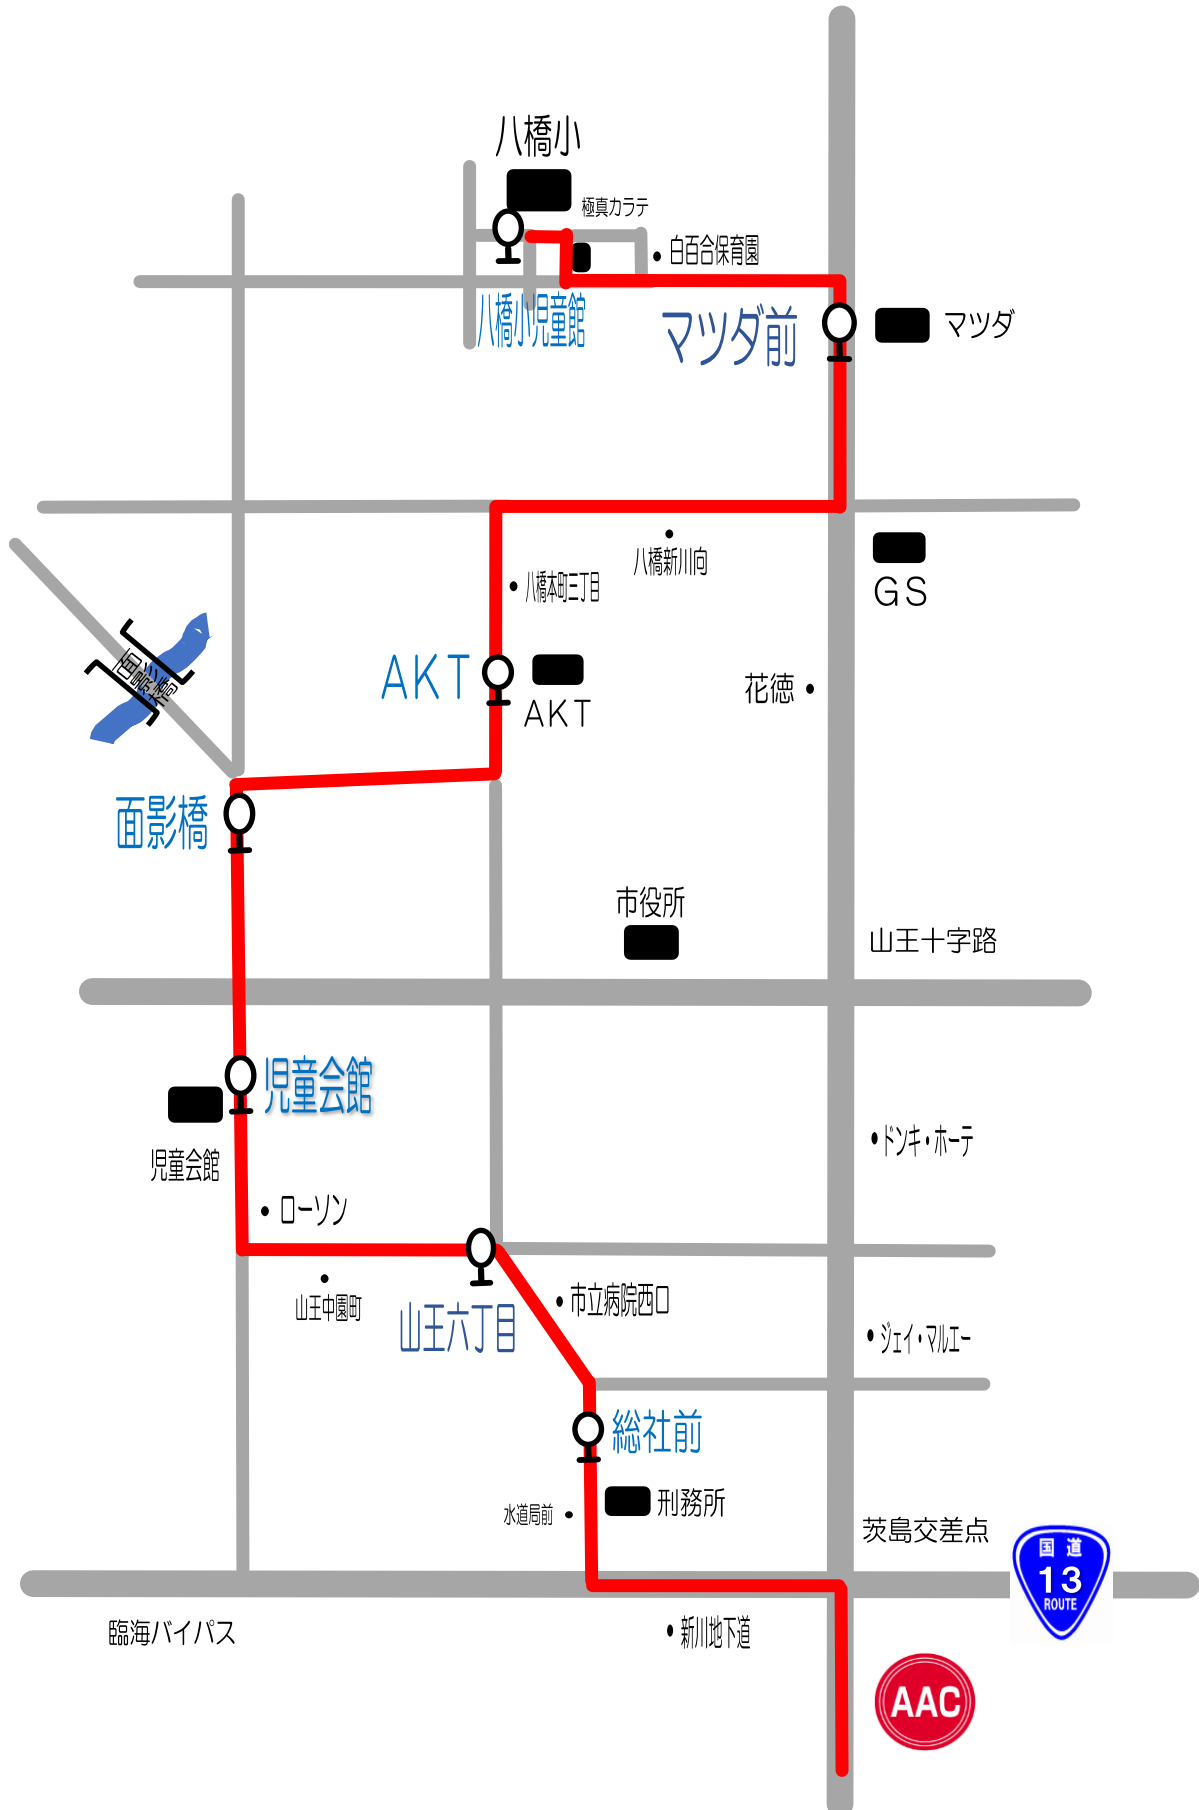 八橋小
極真カラテ
白百合保育園
八橋小児童館
マツダ前
マツダ
八橋新川向
八橋本町三丁目
GS
面影橋
AKT
AKT
花徳
面影橋
市役所
山王十字路
児童会館
児童会館
ドンキ・ホーテ
ローソン
山王中園町
山王六丁目
市立病院西口
ジェイ・マルエー
総社前
水道局前
刑務所
茨島交差点
国道
13
ROUTE
臨海バイパス
新川地下道
AAC